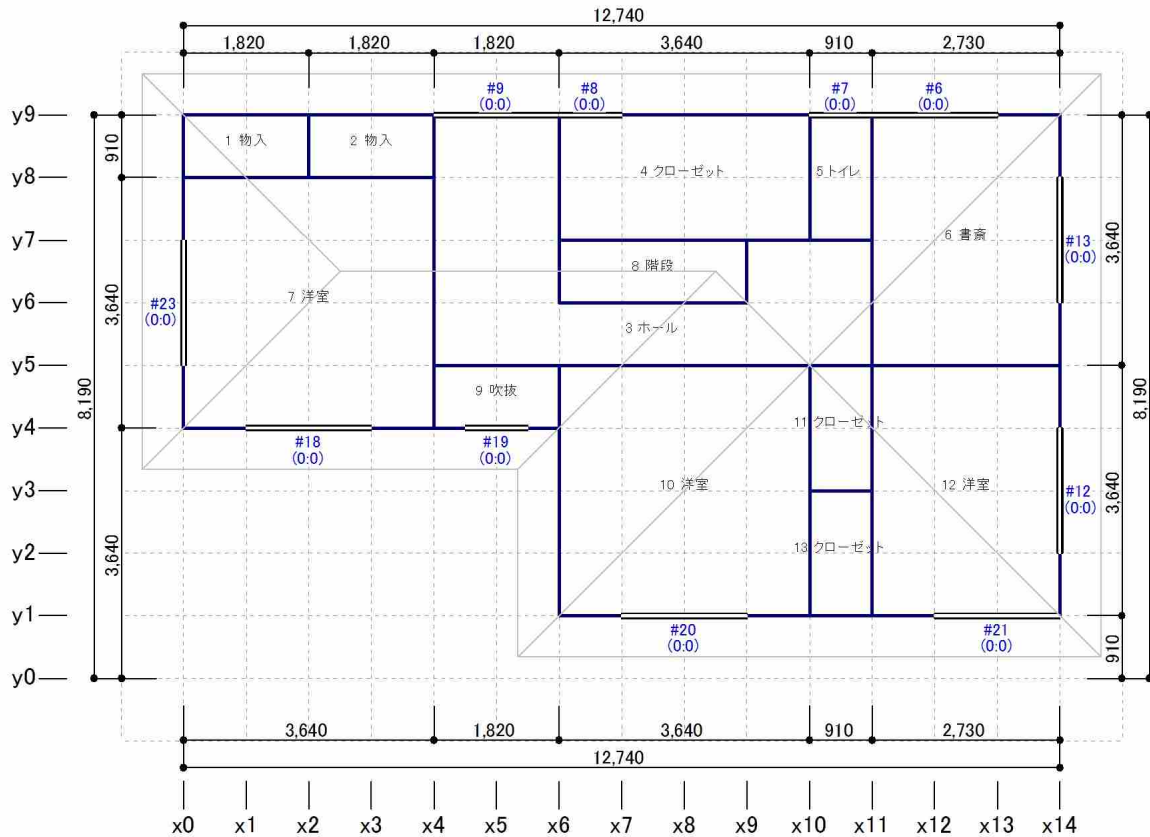 12,740
1,820
1,820
1,820
3,640
910
2,730
#9
(0:0)
#8
(0:0)
#7
(0:0)
#6
(0:0)
y9
y8
y7
y6
y5
y4
y3
y2
y1
y0
8,190
910
3,640
3,640
1 物入
2 物入
4 クローゼット
5 トイレ
6 書斎
#13
(0:0)
8 階段
7 洋室
#23
(0:0)
3 ホール
9 吹抜
11 クローゼット
#18
(0:0)
#19
(0:0)
10 洋室
12 洋室
#12
(0:0)
13 クローゼット
#20
(0:0)
#21
(0:0)
3,640
3,640
910
8,190
3,640
1,820
3,640
910
2,730
12,740
x0 x1 x2 x3 x4 x5 x6 x7 x8 x9 x10 x11 x12 x13 x14